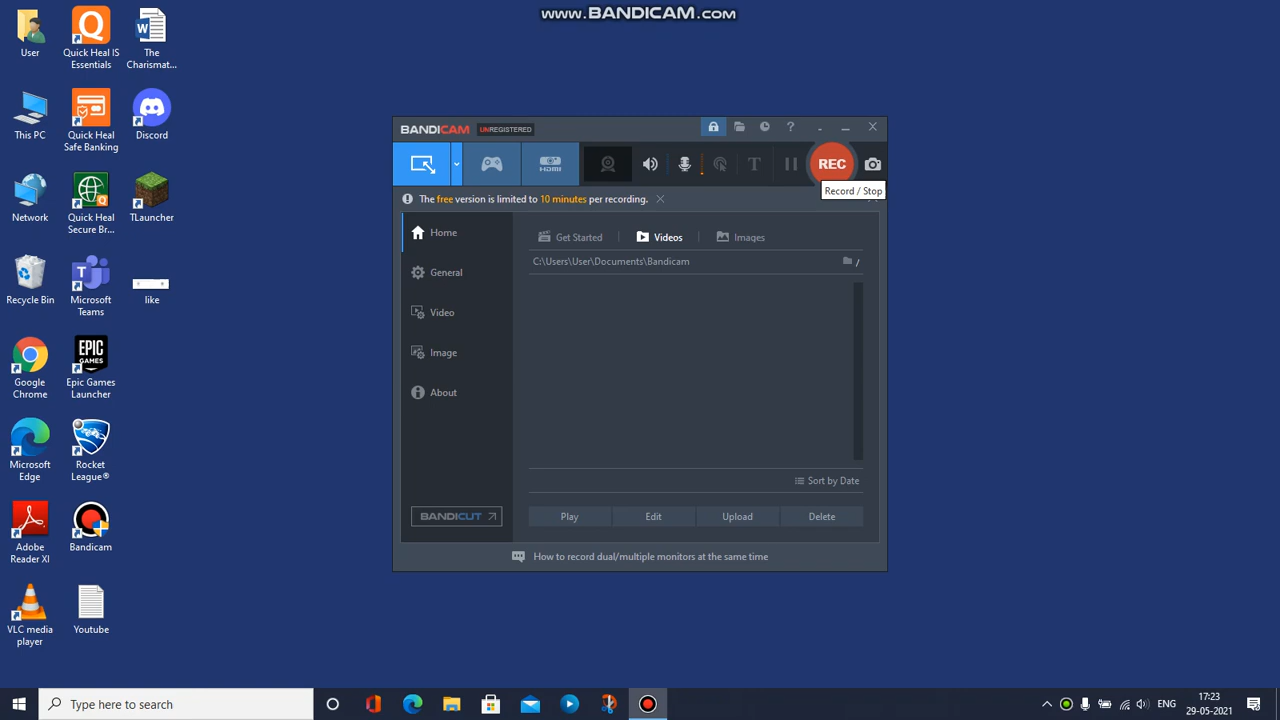 www.BANDICAM.com
User
Quick Heal IS
Essentials
The
Charismat...
This PC
Quick Heal
Safe Banking
Discord
Network
Quick Heal
Secure Br...
TLauncher
Recycle Bin
Microsoft
Teams
like
Google
Chrome
EPIC
GAMES
Epic Games
Launcher
Microsoft
Edge
Rocket
League®
Adobe
Reader XI
Bandicam
VLC media
player
Youtube
BANDICAM UNREGISTERED
HDMI
T
REC
Record / Stop
The free version is limited to 10 minutes per recording.
Home
General
Video
Image
About
BANDICUT
Get Started
Videos
Images
C:\Users\User\Documents\Bandicam
Sort by Date
Play
Edit
Upload
Delete
How to record dual/multiple monitors at the same time
Type here to search
ENG
17:23
29-05-2021